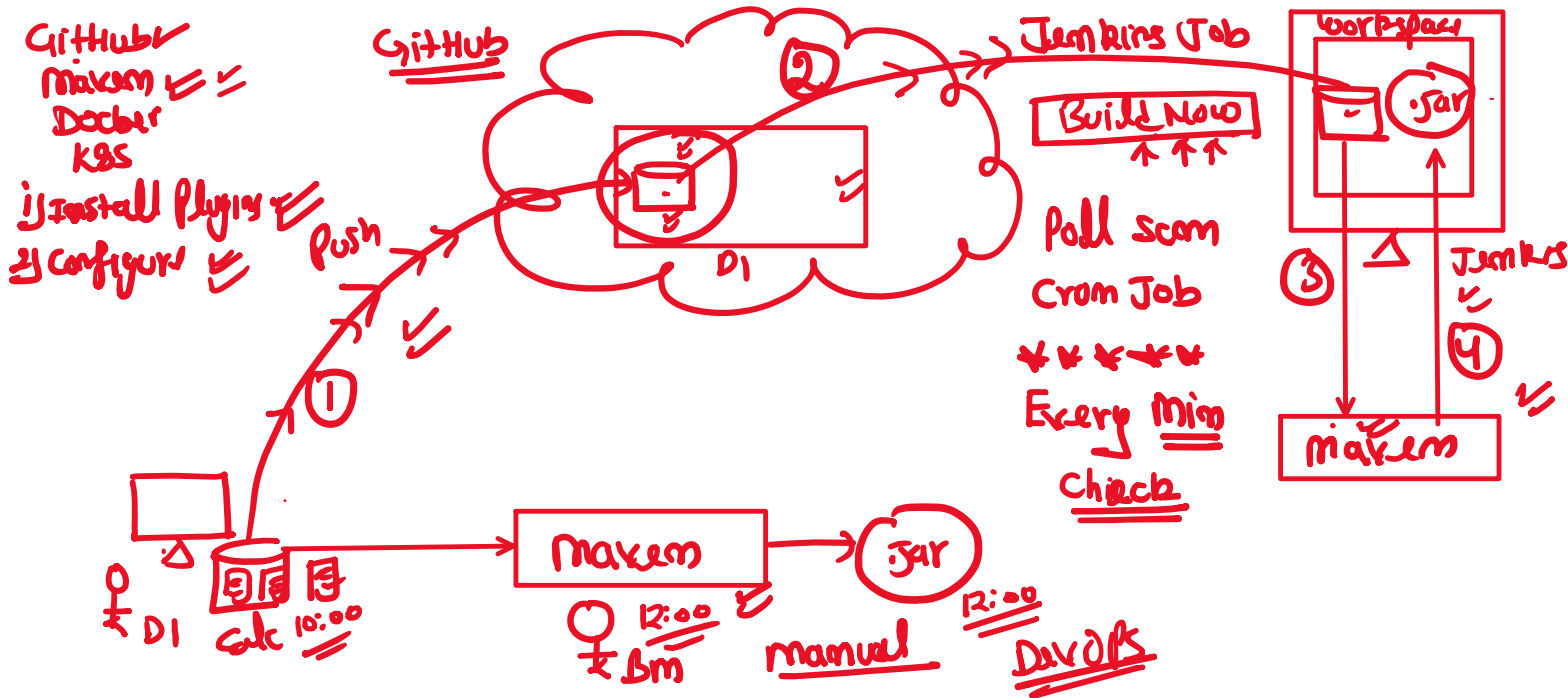 GitHub
Maven
Docker
K8S
1) Install Plugins
2) Configure
GitHub
Push
1
2
D1
Jenkins Job
Build Now
Poll scm
Cron Job
* * * * *
Every Min
Check
workspace
.jar
3
Jenkins
4
Maven
D1
Calc
10:00
Maven
12:00
Bm
.jar
12:00
manual
DevOps